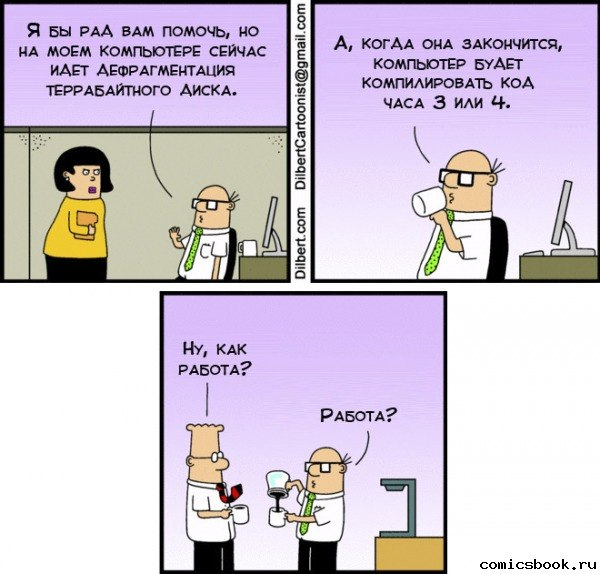 Я бы рад вам помочь, но
на моем компьютере сейчас
идет дефрагментация
террабайтного диска.
Dilbert.com DilbertCartoonist@gmail.com
А, когда она закончится,
компьютер будет
компилировать код
часа 3 или 4.
Ну, как
работа?
Работа?
comicsbook.ru